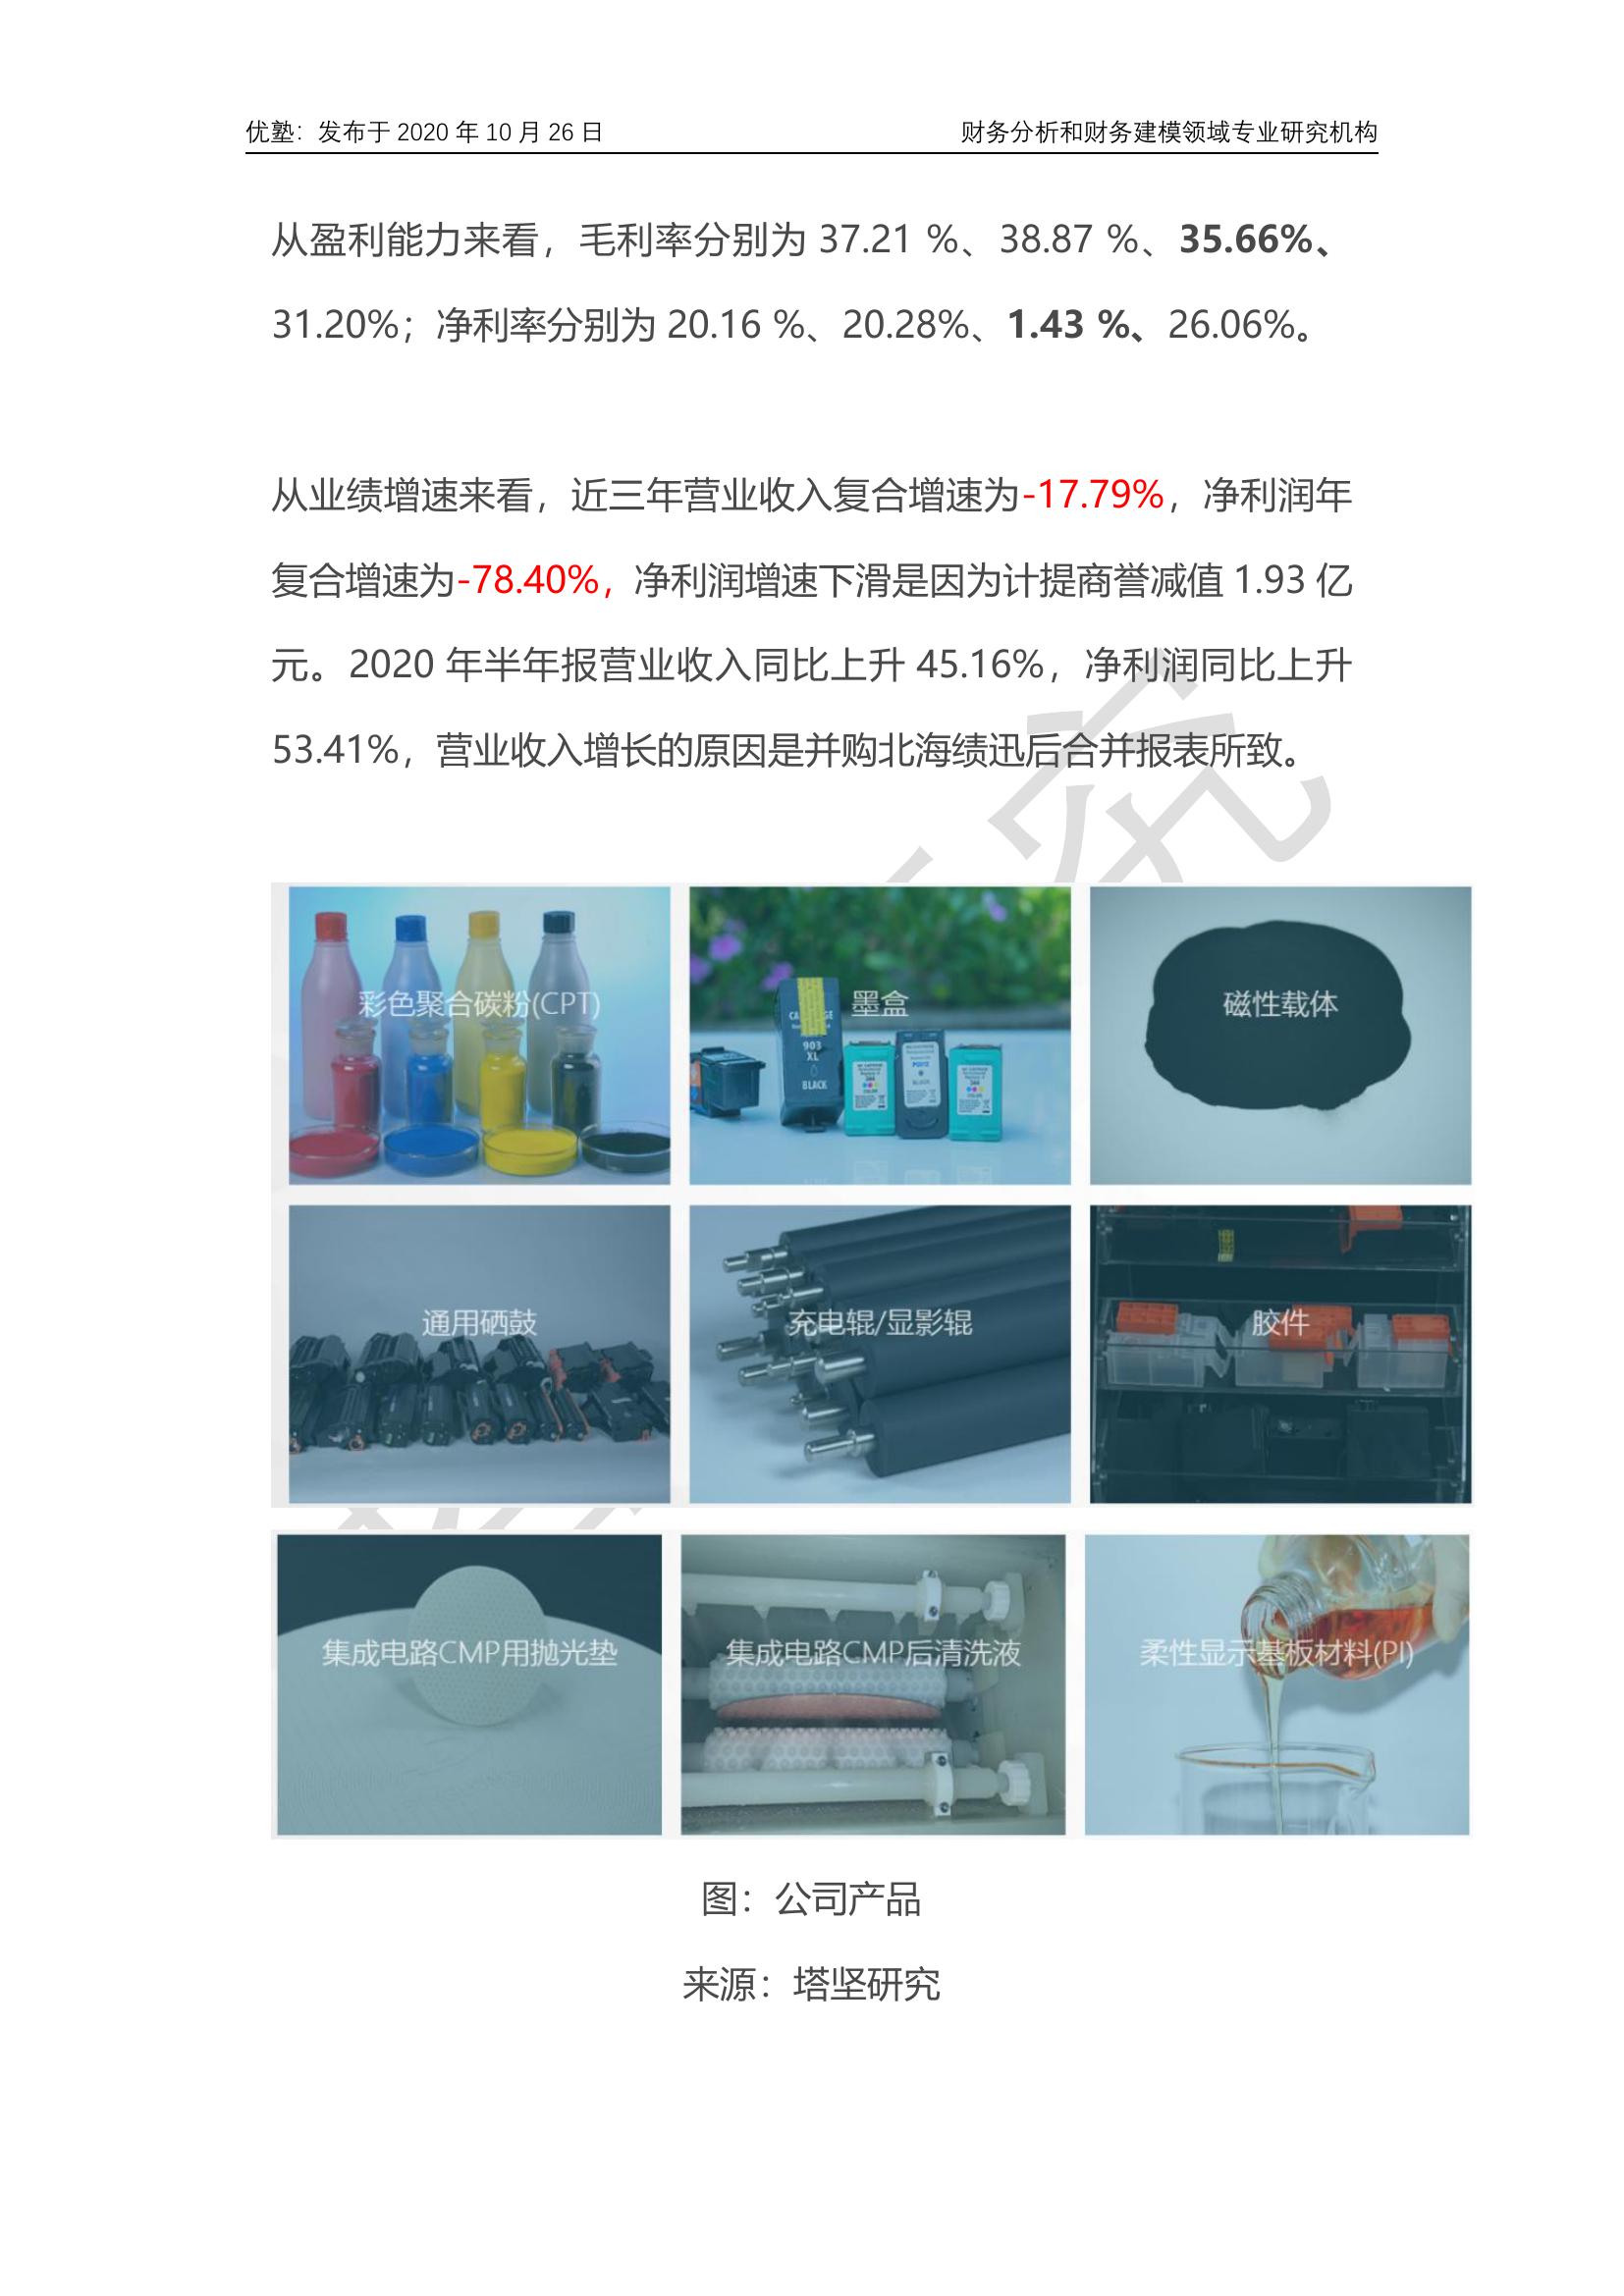 优塾：发布于 2020 年 10 月 26 日 财务分析和财务建模领域专业研究机构
从盈利能力来看，毛利率分别为 37.21 %、38.87 %、35.66%、
31.20%；净利率分别为 20.16 %、20.28%、1.43 %、26.06%。
从业绩增速来看，近三年营业收入复合增速为-17.79%，净利润年
复合增速为-78.40%，净利润增速下滑是因为计提商誉减值 1.93 亿
元。2020 年半年报营业收入同比上升 45.16%，净利润同比上升
53.41%，营业收入增长的原因是并购北海绩迅后合并报表所致。
彩色聚合碳粉(CPT) 墨盒 磁性载体
903
XL
BLACK
通用硒鼓 充电辊/显影辊 胶件
集成电路CMP用抛光垫 集成电路CMP后清洗液 柔性显示基板材料(PI)
图：公司产品
来源：塔坚研究